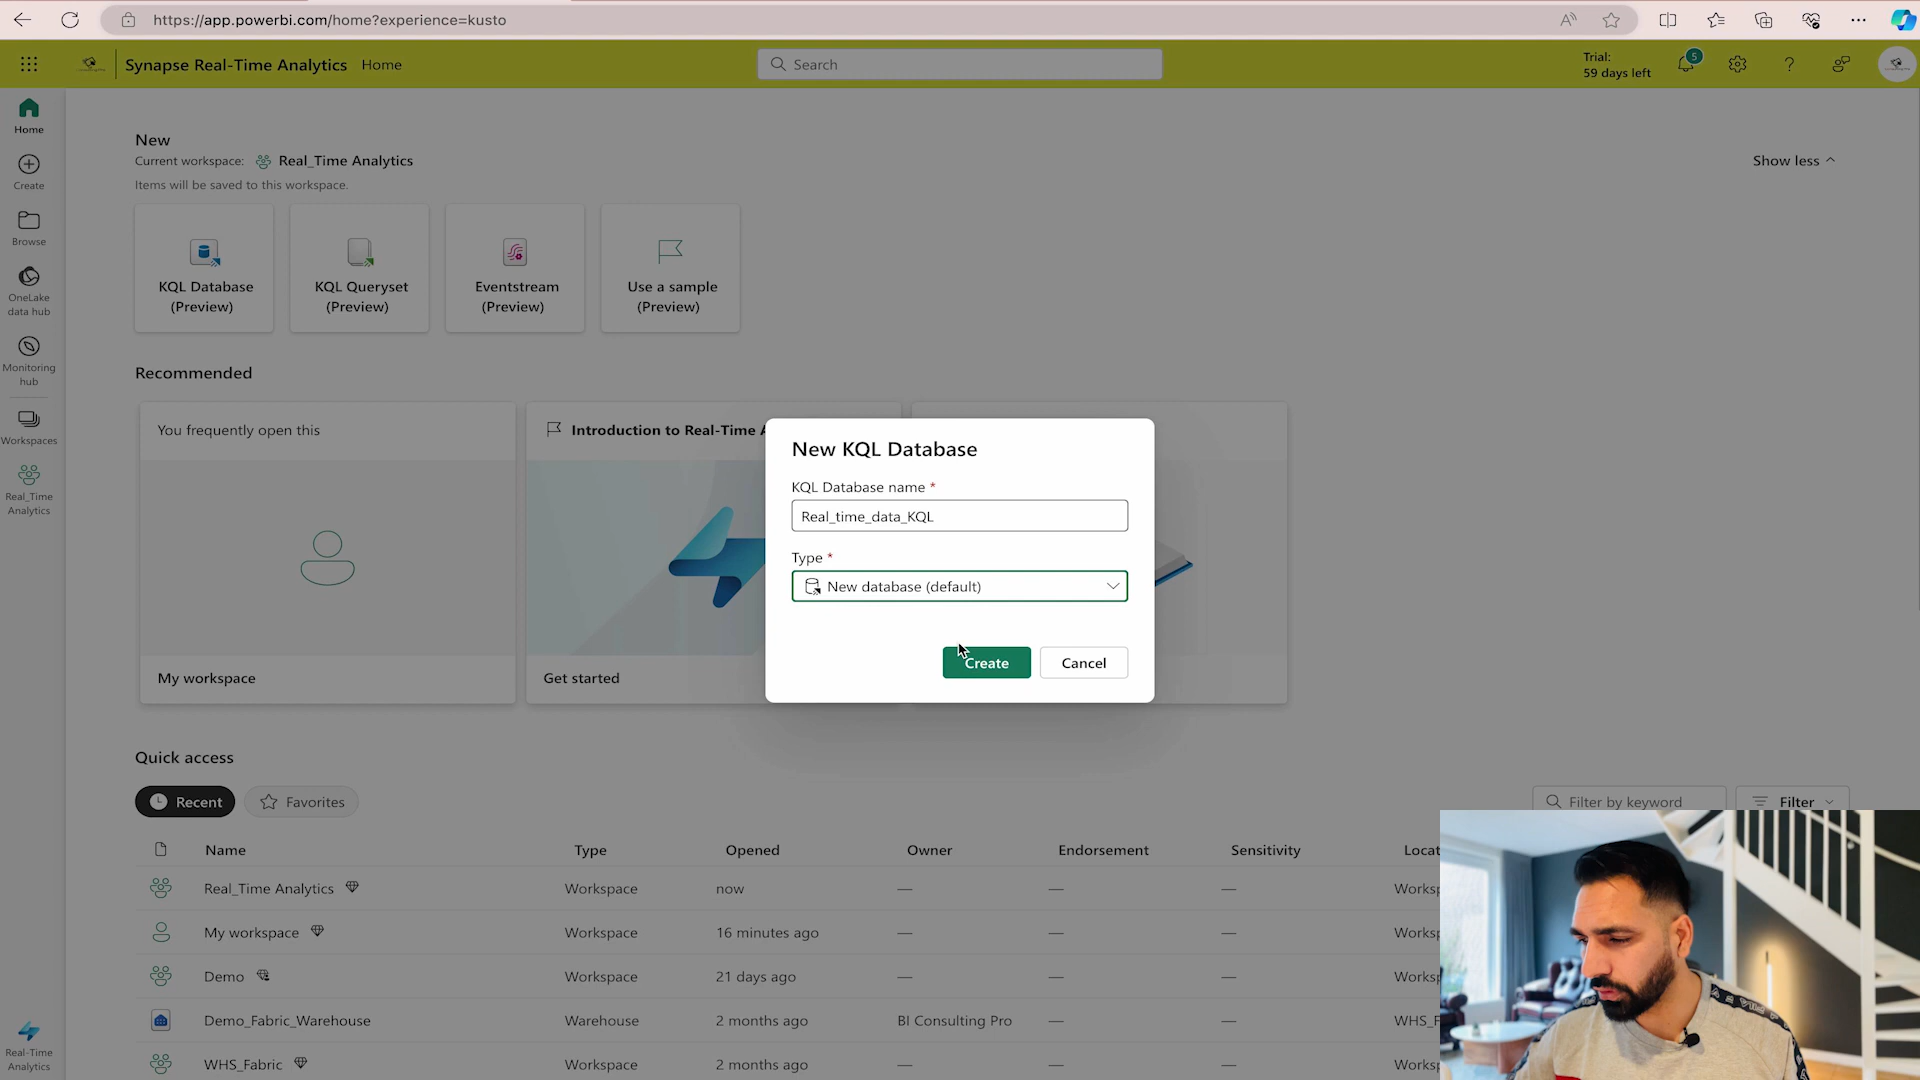 https://app.powerbi.com/home?experience=kusto
Synapse Real-Time Analytics Home
Search
Trial:
59 days left
5
Home
Create
Browse
OneLake
data hub
Monitoring
hub
Workspaces
Real_Time
Analytics
Real-Time
Analytics
New
Current workspace: Real_Time Analytics
Items will be saved to this workspace.
Show less
KQL Database
(Preview)
KQL Queryset
(Preview)
Eventstream
(Preview)
Use a sample
(Preview)
Recommended
You frequently open this
My workspace
Introduction to Real-Time
Get started
New KQL Database
KQL Database name *
Real_time_data_KQL
Type *
New database (default)
Create
Cancel
Quick access
Recent
Favorites
Filter by keyword
Filter
Name Type Opened Owner Endorsement Sensitivity
Real_Time Analytics Workspace now — — —
My workspace Workspace 16 minutes ago — — —
Demo Workspace 21 days ago — — —
Demo_Fabric_Warehouse Warehouse 2 months ago BI Consulting Pro — —
WHS_Fabric Workspace 2 months ago — — —